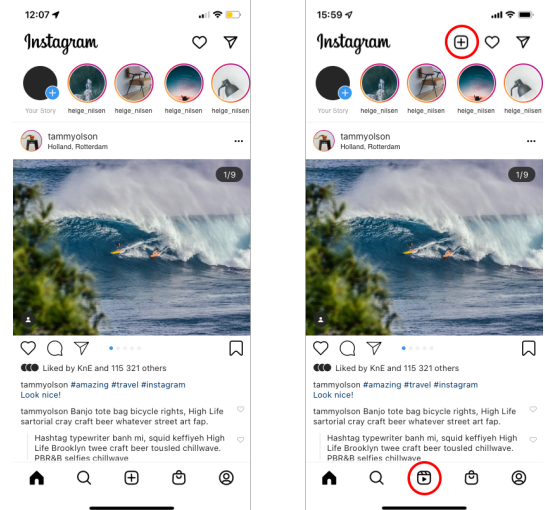 12:07
Instagram
Your Story helge_nilsen helge_nilsen helge_nilsen helge_nilsen
tammyolson
Holland, Rotterdam
1/9
Liked by KnE and 115 321 others
tammyolson #amazing #travel #instagram
Look nice!
tammyolson Banjo tote bag bicycle rights, High Life
sartorial cray craft beer whatever street art fap.
Hashtag typewriter banh mi, squid keffiyeh High
Life Brooklyn twee craft beer tousled chillwave.
PBR&B selfies chillwave
15:59
Instagram
Your Story helge_nilsen helge_nilsen helge_nilsen helge_nilsen
tammyolson
Holland, Rotterdam
1/9
Liked by KnE and 115 321 others
tammyolson #amazing #travel #instagram
Look nice!
tammyolson Banjo tote bag bicycle rights, High Life
sartorial cray craft beer whatever street art fap.
Hashtag typewriter banh mi, squid keffiyeh High
Life Brooklyn twee craft beer tousled chillwave.
PBR&B selfies chillwave